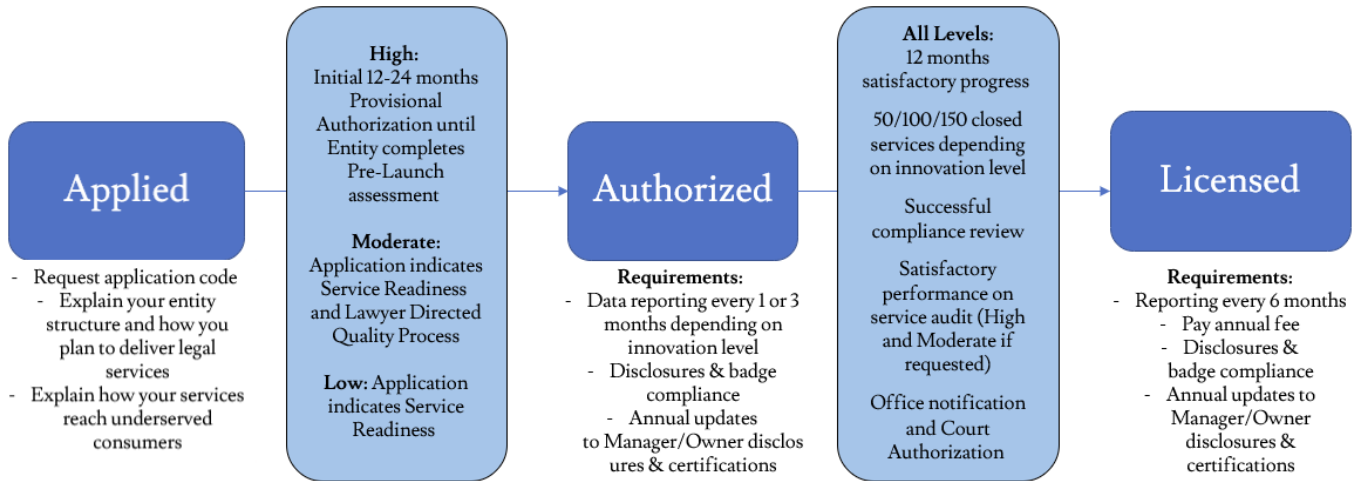 Applied
- Request application code
- Explain your entity
structure and how you
plan to deliver legal
services
- Explain how your services
reach underserved
consumers
High:
Initial 12-24 months
Provisional
Authorization until
Entity completes
Pre-Launch
assessment
Moderate:
Application indicates
Service Readiness
and Lawyer Directed
Quality Process
Low: Application
indicates Service
Readiness
Authorized
Requirements:
- Data reporting every 1 or 3
months depending on
innovation level
- Disclosures & badge
compliance
- Annual updates
to Manager/Owner disclos
ures & certifications
All Levels:
12 months
satisfactory progress
50/100/150 closed
services depending
on innovation level
Successful
compliance review
Satisfactory
performance on
service audit (High
and Moderate if
requested)
Office notification
and Court
Authorization
Licensed
Requirements:
- Reporting every 6 months
- Pay annual fee
- Disclosures &
badge compliance
- Annual updates to
Manager/Owner
disclosures &
certifications